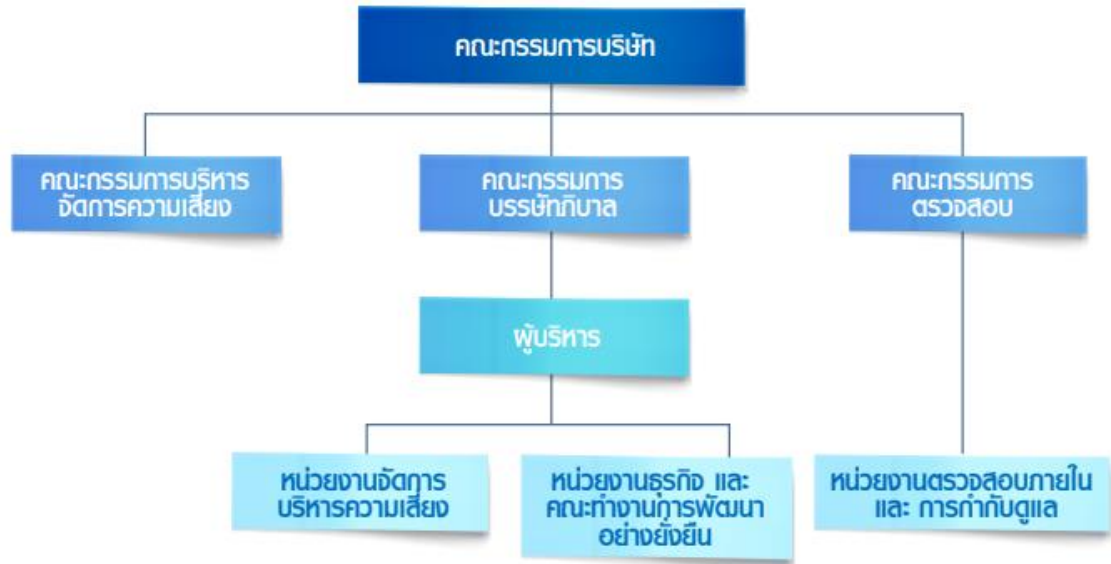 คณะกรรมการบริษัท
คณะกรรมการบริหาร
จัดการความเสี่ยง
คณะกรรมการ
บรรษัทภิบาล
คณะกรรมการ
ตรวจสอบ
ผู้บริหาร
หน่วยงานจัดการ
บริหารความเสี่ยง
หน่วยงานธุรกิจ และ
คณะทำงานการพัฒนา
อย่างยั่งยืน
หน่วยงานตรวจสอบภายใน
และ การกำกับดูแล